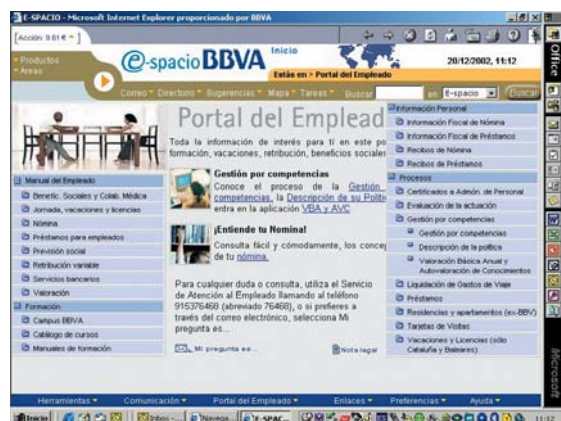 E-SPACIO - Microsoft Internet Explorer proporcionado por BBVA
[Acción 9.61 €]
Productos
Areas
e-spacio BBVA
Inicio
Estás en > Portal del Empleado
20/12/2002, 11:12
Correo Directorio Sugerencias Mapa Tareas Buscar en E-spacio Buscar
Portal del Emplead
Toda la información de interés para ti en este po
formación, vacaciones, retribución, beneficios sociales
Gestión por competencias
Conoce el proceso de la Gestión
competencias, la Descripción de su Políti
entra en la aplicación VBA y AVC
¡Entiende tu Nomina!
Consulta fácil y cómodamente, los concep
de tu nómina.
Para cualquier duda o consulta, utiliza el Servicio
de Atención al Empleado llamando al teléfono
915376468 (abreviado 76468), o si prefieres a
través del correo electrónico, selecciona Mi
pregunta es...
Mi pregunta es...
Nota legal
Manual del Empleado
Benefic. Sociales y Colab. Médica
Jornada, vacaciones y licencias
Nómina
Préstamos para empleados
Previsión social
Retribución variable
Servicios bancarios
Valoración
Formación
Campus BBVA
Catálogo de cursos
Manuales de formación
Información Personal
Información Fiscal de Nómina
Información Fiscal de Préstamos
Recibos de Nómina
Recibos de Préstamos
Procesos
Certificados a Admón. de Personal
Evaluación de la actuación
Gestión por competencias
Gestión por competencias
Descripción de la política
Valoración Básica Anual y
Autovaloración de Conocimientos
Liquidación de Gastos de Viaje
Préstamos
Residencias y apartamentos (ex-BBV)
Tarjetas de Visitas
Vacaciones y Licencias (sólo
Cataluña y Baleares)
Herramientas Comunicación Portal del Empleado Enlaces Preferencias Ayuda
Office
Microsoft
Inicio Inbox -... Navega... E-SPAC... 11:12